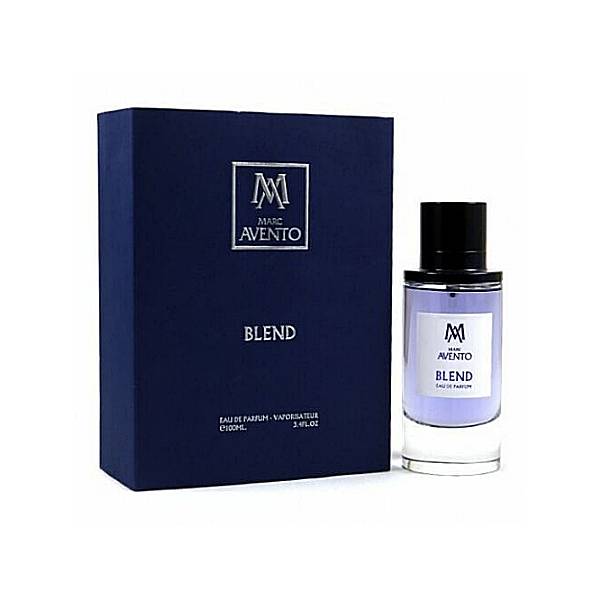 MARC
AVENTO
BLEND
EAU DE PARFUM - VAPORISATEUR
℮100ML. 3.4FL.OZ
MARC
AVENTO
BLEND
EAU DE PARFUM